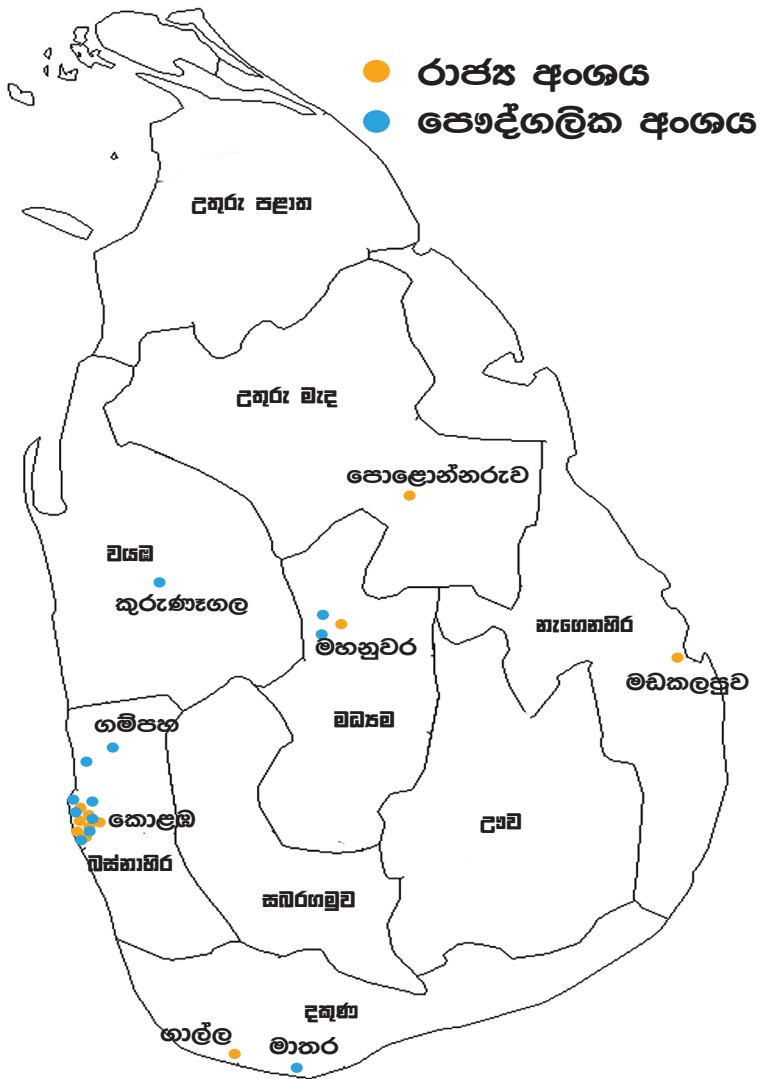 රාජ්‍ය අංශය
පෞද්ගලික අංශය
උතුරු පළාත
උතුරු මැද
පොළොන්නරුව
වයඹ
කුරුණෑගල
නැගෙනහිර
මහනුවර
මඩකලපුව
ගම්පහ
මධ්‍යම
කොළඹ
ඌව
බස්නාහිර
සබරගමුව
දකුණ
ගාල්ල
මාතර